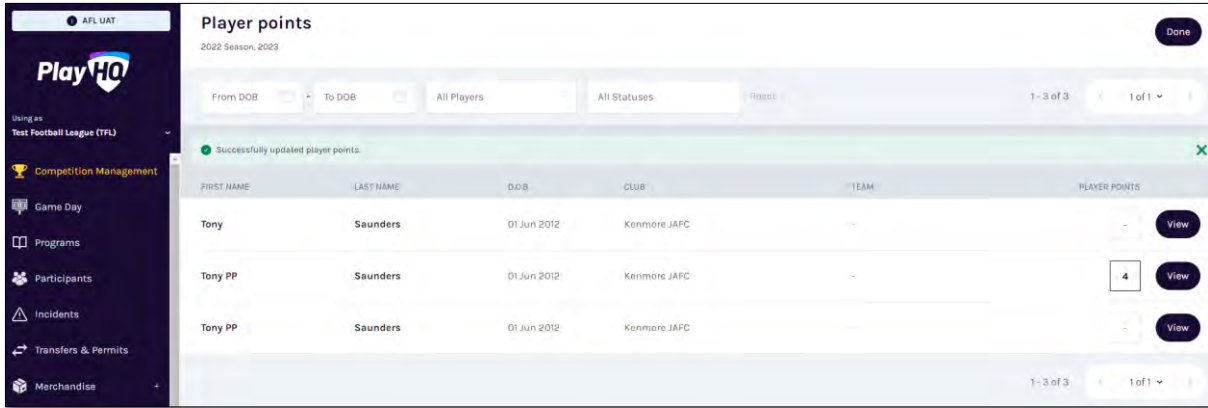 AFL UAT
PlayHQ
Using as
Test Football League (TFL)
Competition Management
Game Day
Programs
Participants
Incidents
Transfers & Permits
Merchandise +
Player points
2022 Season, 2023
Done
From DOB - To DOB All Players All Statuses Reset 1 - 3 of 3 1 of 1
Successfully updated player points.
FIRST NAME LAST NAME D.O.B CLUB TEAM PLAYER POINTS
Tony Saunders 01 Jun 2012 Kenmore JAFC - - View
Tony PP Saunders 01 Jun 2012 Kenmore JAFC - 4 View
Tony PP Saunders 01 Jun 2012 Kenmore JAFC - - View
1 - 3 of 3 1 of 1